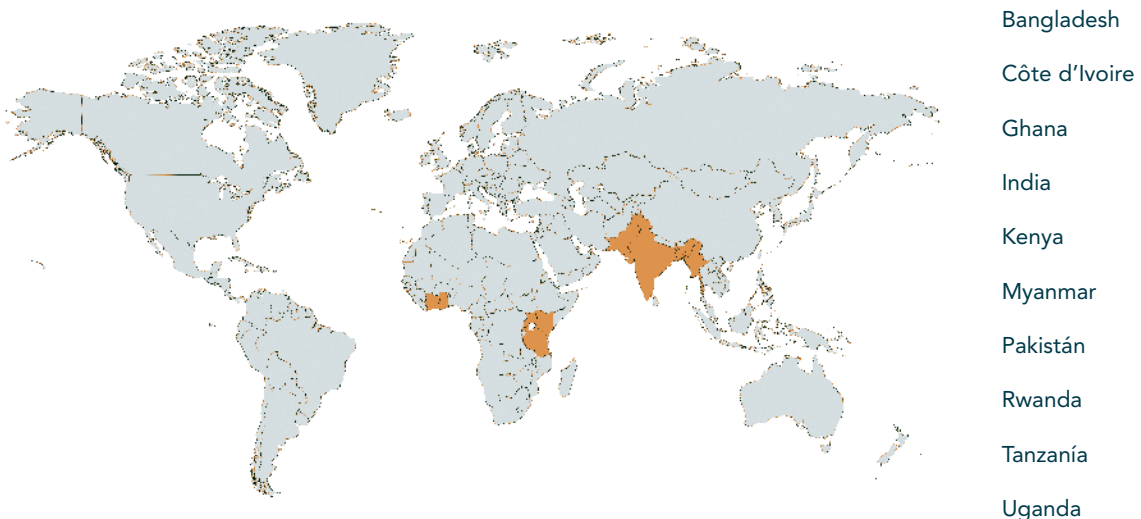 Bangladesh
Côte d’Ivoire
Ghana
India
Kenya
Myanmar
Pakistán
Rwanda
Tanzanía
Uganda